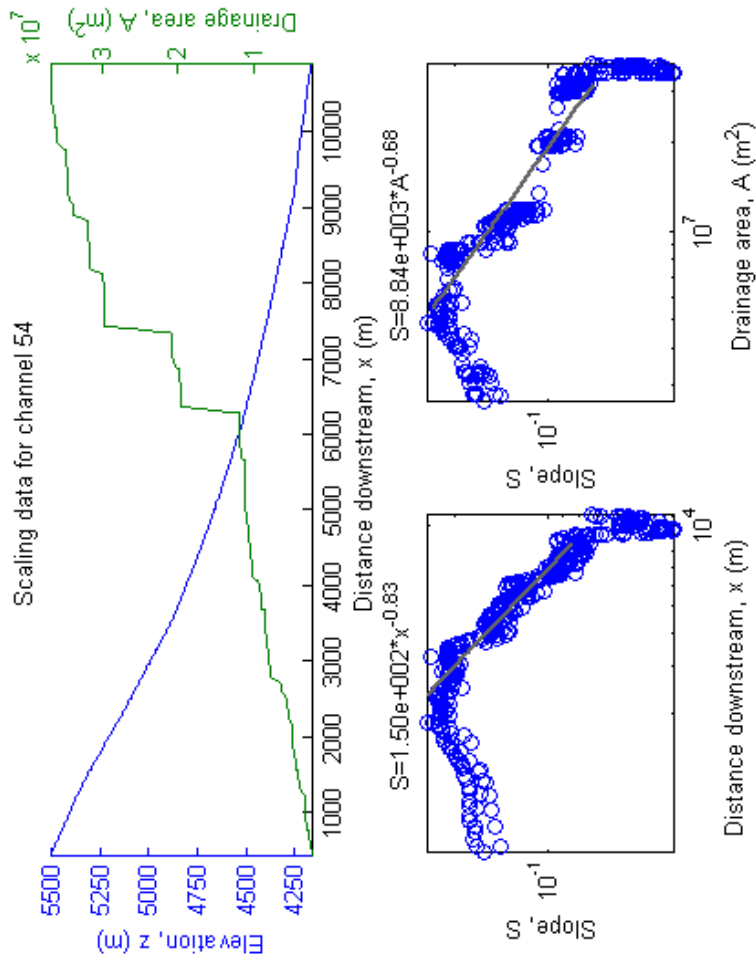 Scaling data for channel 54
x 10^7
5500
5250
5000
4750
4500
4250
Elevation, z (m)
1000
2000
3000
4000
5000
6000
7000
8000
9000
10000
Distance downstream, x (m)
3
2
1
Drainage area, A (m^2)
S=1.50e+002*x^-0.83
10^-1
Slope, S
10^4
Distance downstream, x (m)
S=8.84e+003*A^-0.68
10^-1
Slope, S
10^7
Drainage area, A (m^2)